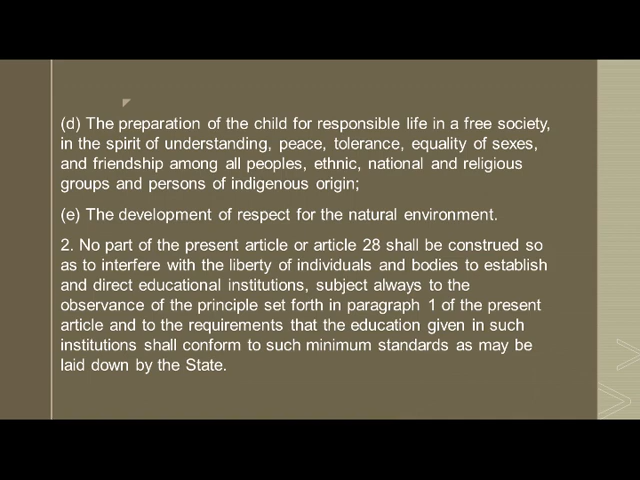 (d) The preparation of the child for responsible life in a free society,
in the spirit of understanding, peace, tolerance, equality of sexes,
and friendship among all peoples, ethnic, national and religious
groups and persons of indigenous origin;
(e) The development of respect for the natural environment.
2. No part of the present article or article 28 shall be construed so
as to interfere with the liberty of individuals and bodies to establish
and direct educational institutions, subject always to the
observance of the principle set forth in paragraph 1 of the present
article and to the requirements that the education given in such
institutions shall conform to such minimum standards as may be
laid down by the State.